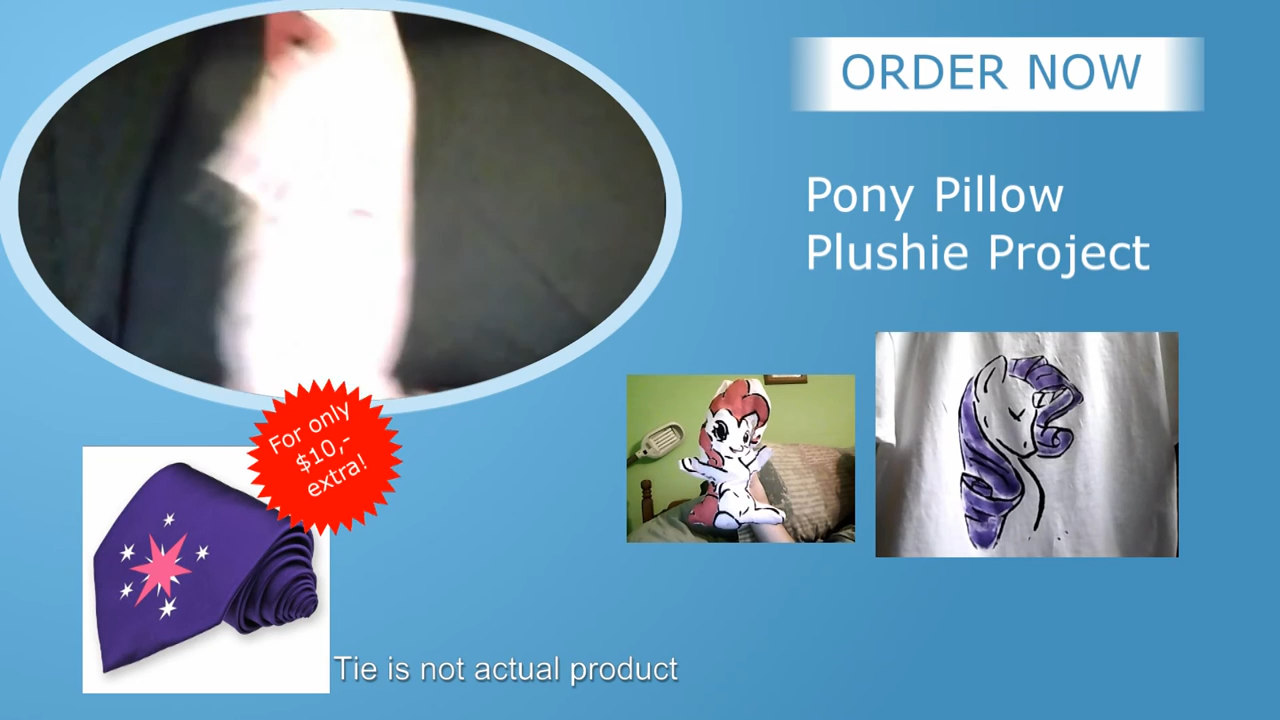 ORDER NOW
Pony Pillow
Plushie Project
For only
$10,-
extra!
Tie is not actual product